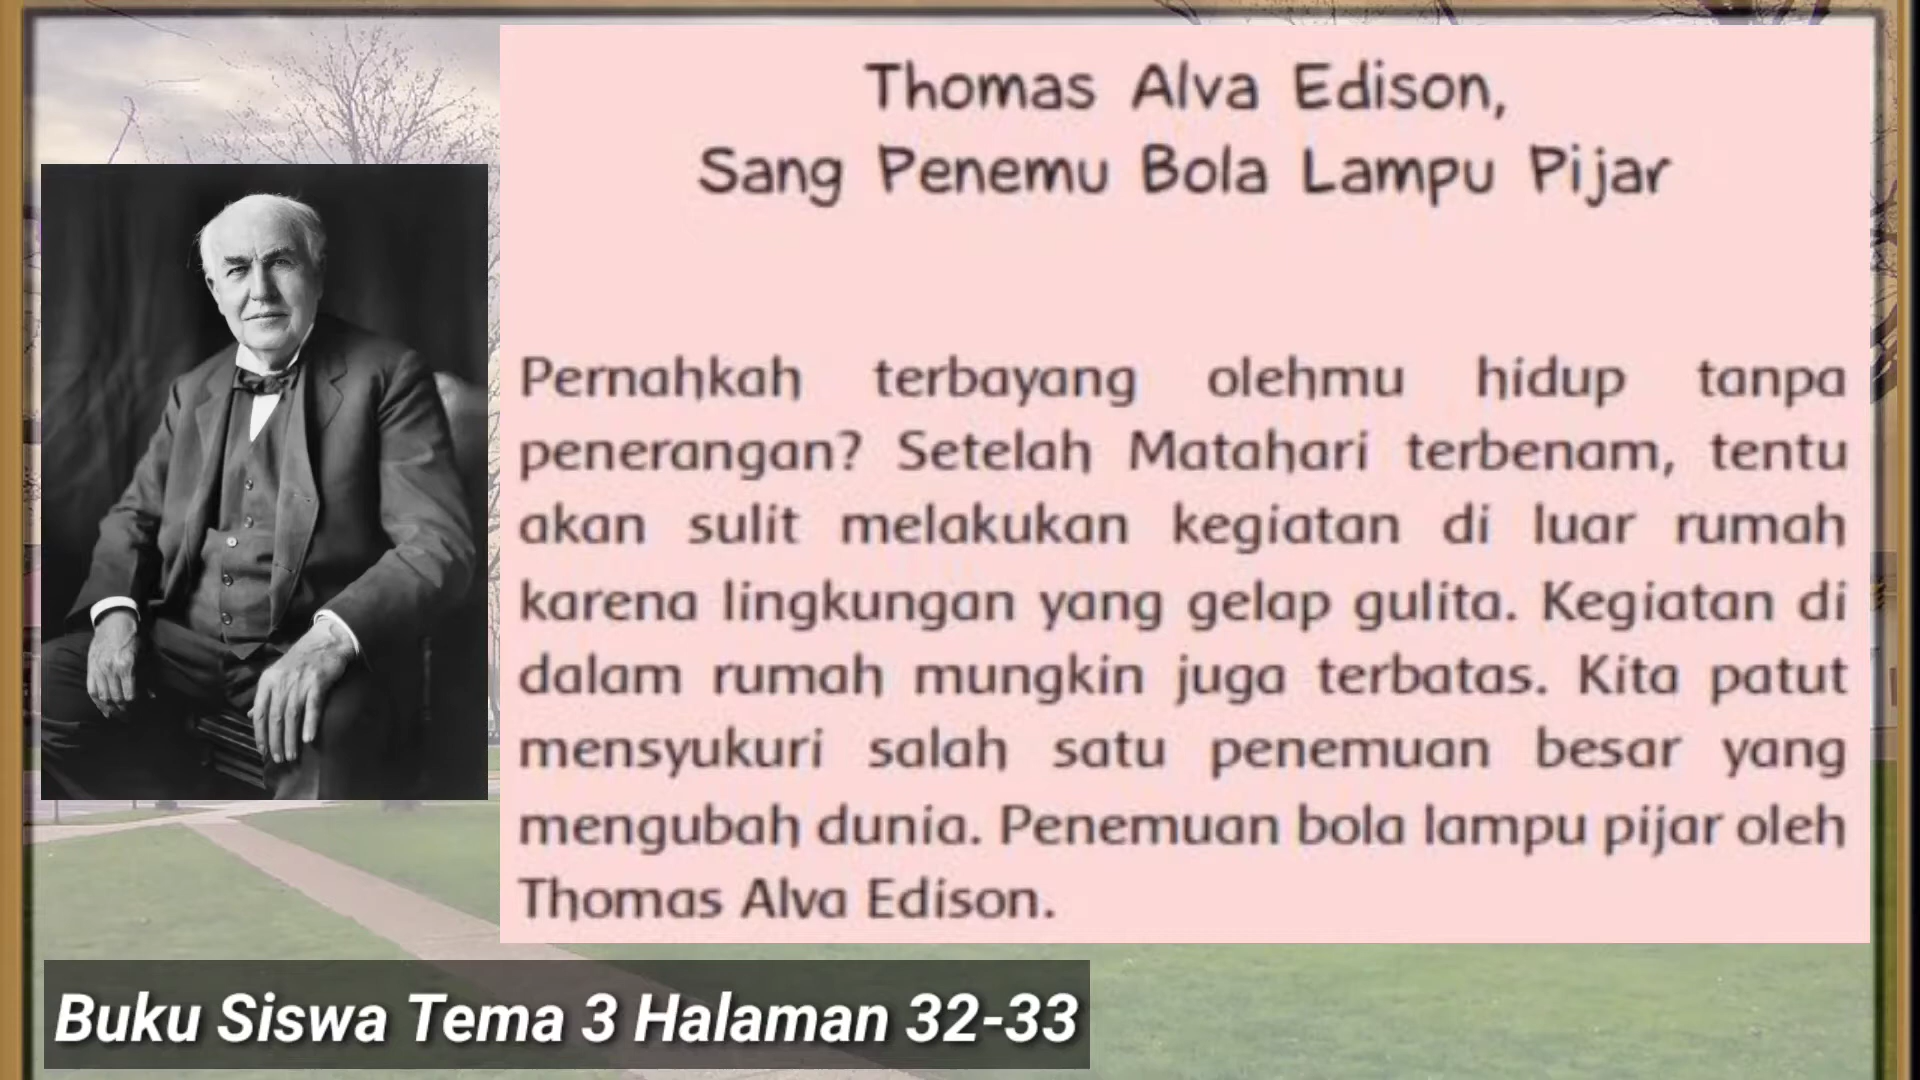 Thomas Alva Edison,
Sang Penemu Bola Lampu Pijar
Pernahkah terbayang olehmu hidup tanpa
penerangan? Setelah Matahari terbenam, tentu
akan sulit melakukan kegiatan di luar rumah
karena lingkungan yang gelap gulita. Kegiatan di
dalam rumah mungkin juga terbatas. Kita patut
mensyukuri salah satu penemuan besar yang
mengubah dunia. Penemuan bola lampu pijar oleh
Thomas Alva Edison.
Buku Siswa Tema 3 Halaman 32-33